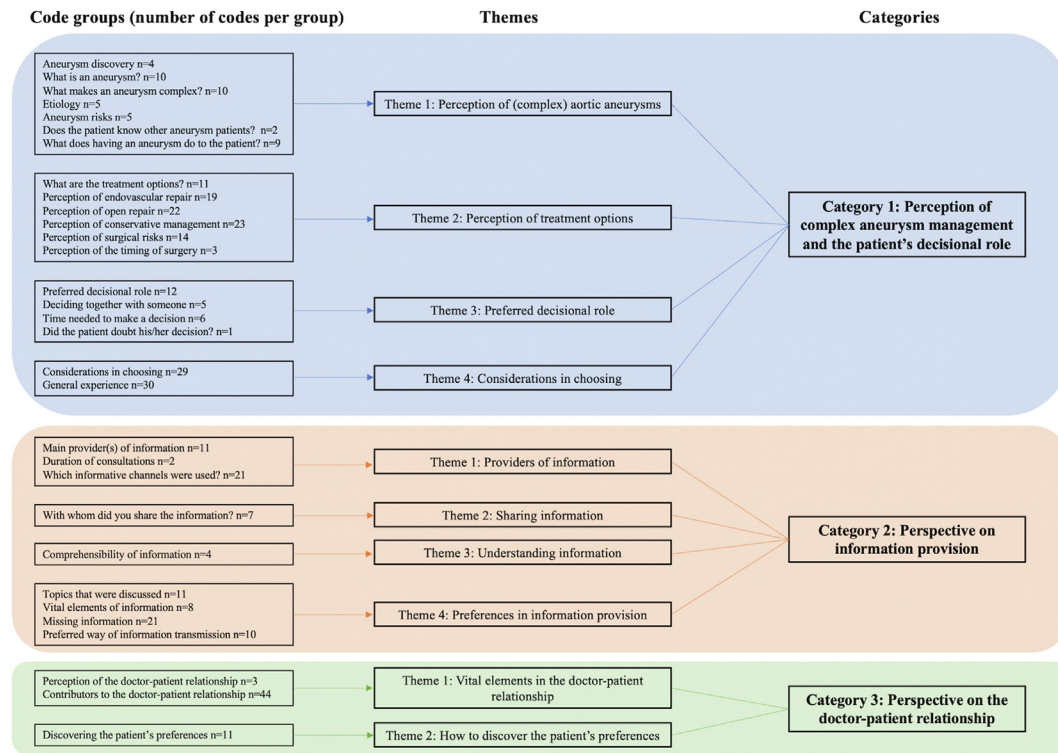 Code groups (number of codes per group)
Themes
Categories
Aneurysm discovery n=4
What is an aneurysm? n=10
What makes an aneurysm complex? n=10
Etiology n=5
Aneurysm risks n=5
Does the patient know other aneurysm patients? n=2
What does having an aneurysm do to the patient? n=9
Theme 1: Perception of (complex) aortic aneurysms
What are the treatment options? n=11
Perception of endovascular repair n=19
Perception of open repair n=22
Perception of conservative management n=23
Perception of surgical risks n=14
Perception of the timing of surgery n=3
Theme 2: Perception of treatment options
Preferred decisional role n=12
Deciding together with someone n=5
Time needed to make a decision n=6
Did the patient doubt his/her decision? n=1
Theme 3: Preferred decisional role
Considerations in choosing n=29
General experience n=30
Theme 4: Considerations in choosing
Category 1: Perception of
complex aneurysm management
and the patient's decisional role
Main provider(s) of information n=11
Duration of consultations n=2
Which informative channels were used? n=21
Theme 1: Providers of information
With whom did you share the information? n=7
Theme 2: Sharing information
Comprehensibility of information n=4
Theme 3: Understanding information
Topics that were discussed n=11
Vital elements of information n=8
Missing information n=21
Preferred way of information transmission n=10
Theme 4: Preferences in information provision
Category 2: Perspective on
information provision
Perception of the doctor-patient relationship n=3
Contributors to the doctor-patient relationship n=44
Theme 1: Vital elements in the doctor-patient
relationship
Discovering the patient's preferences n=11
Theme 2: How to discover the patient's preferences
Category 3: Perspective on the
doctor-patient relationship